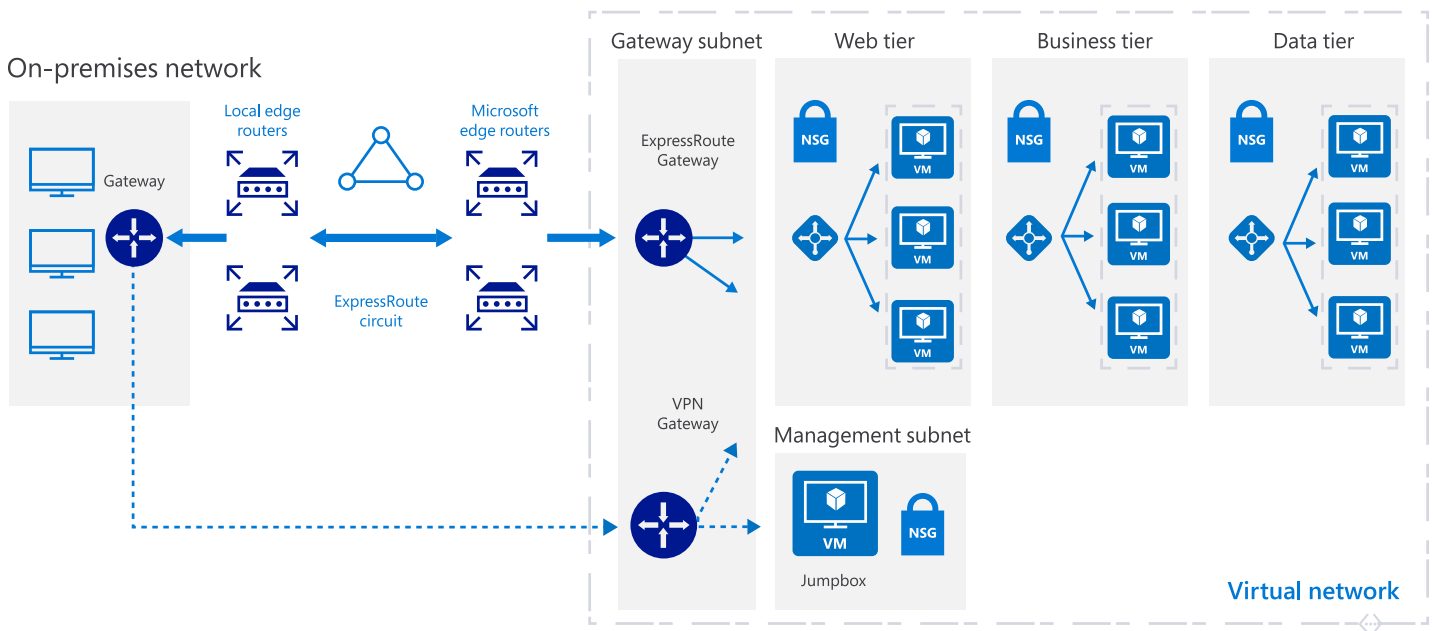 On-premises network
Gateway
Local edge
routers
ExpressRoute
circuit
Microsoft
edge routers
Gateway subnet
ExpressRoute
Gateway
VPN
Gateway
Web tier
NSG
VM
VM
VM
Business tier
NSG
VM
VM
VM
Data tier
NSG
VM
VM
VM
Management subnet
VM
Jumpbox
NSG
Virtual network